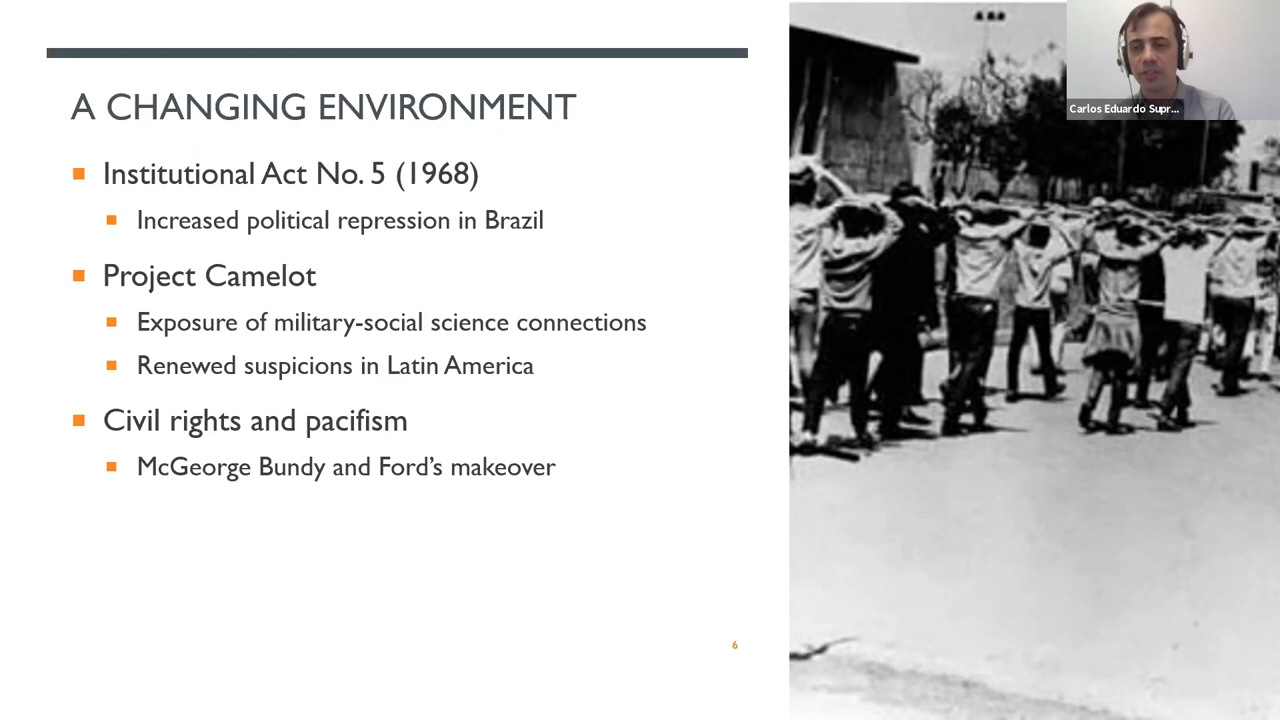 A CHANGING ENVIRONMENT
Institutional Act No. 5 (1968)
Increased political repression in Brazil
Project Camelot
Exposure of military-social science connections
Renewed suspicions in Latin America
Civil rights and pacifism
McGeorge Bundy and Ford's makeover
6
Carlos Eduardo Supr...